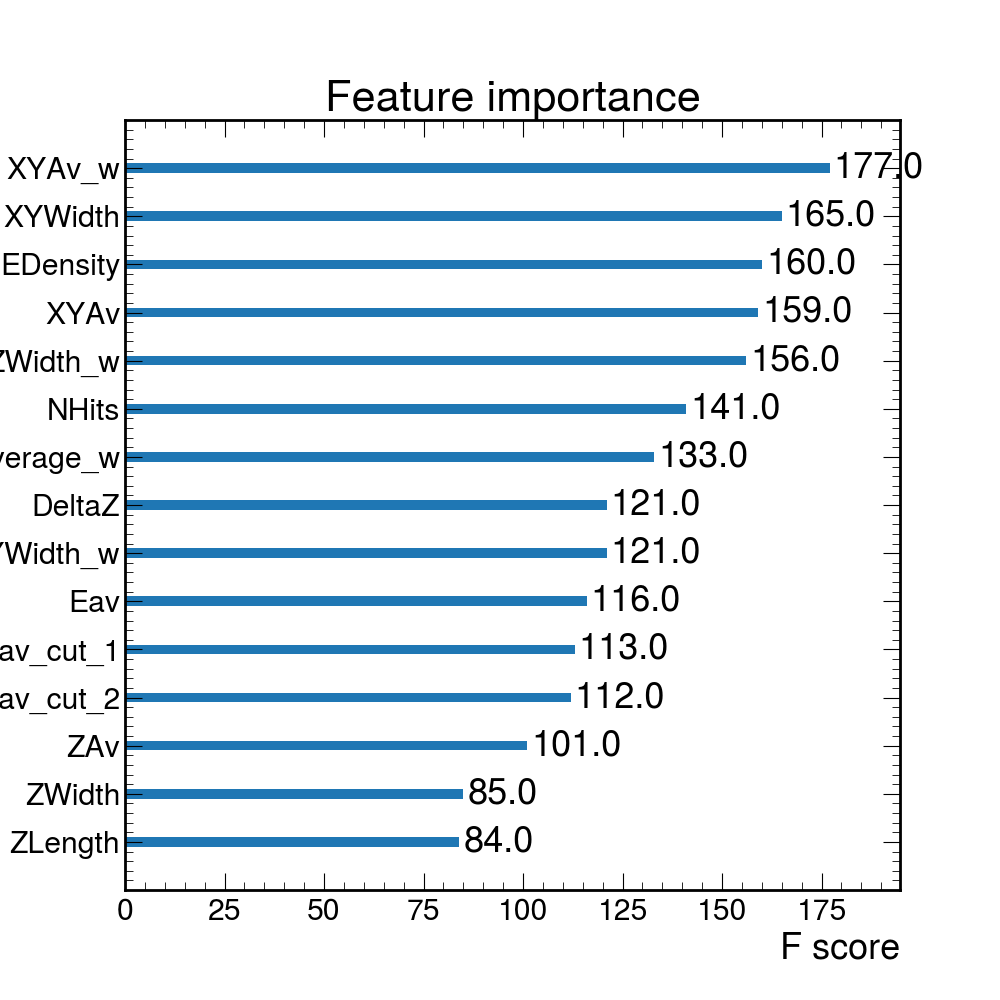 Feature importance
XYAv_w 177.0
XYWidth 165.0
EDensity 160.0
XYAv 159.0
ZWidth_w 156.0
NHits 141.0
verage_w 133.0
DeltaZ 121.0
YWidth_w 121.0
Eav 116.0
av_cut_1 113.0
av_cut_2 112.0
ZAv 101.0
ZWidth 85.0
ZLength 84.0
0 25 50 75 100 125 150 175
F score